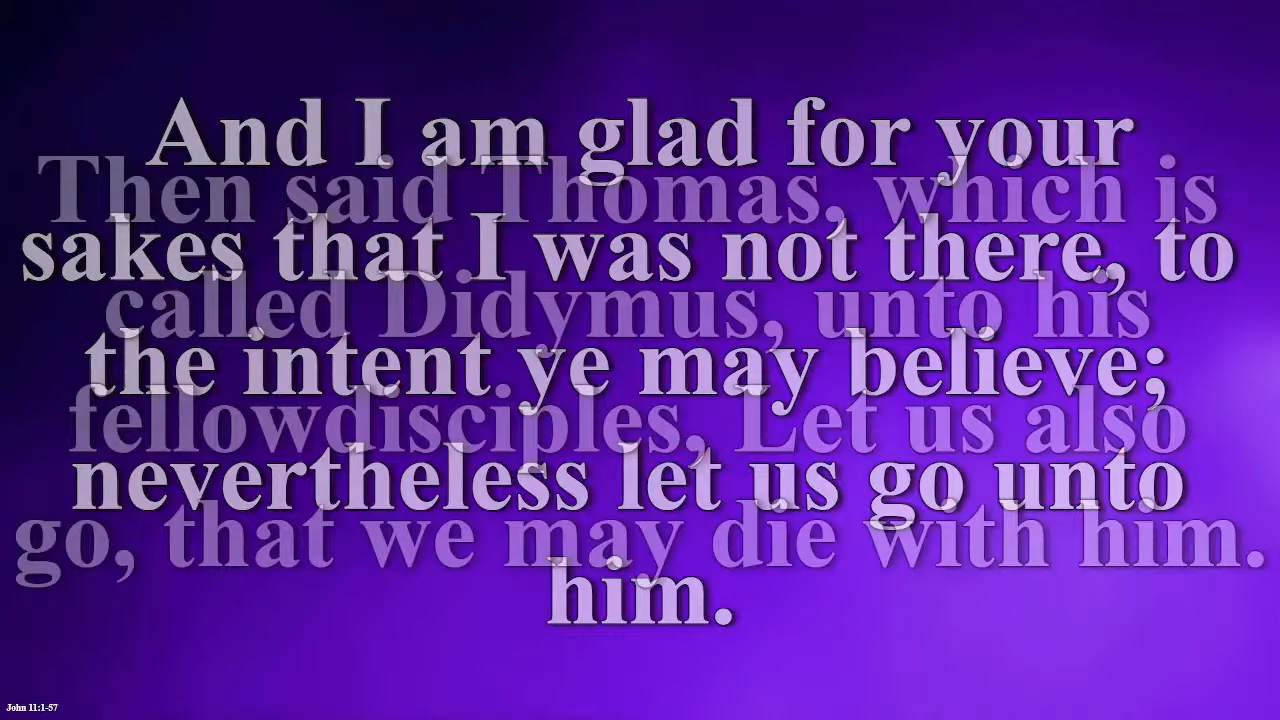 And I am glad for your
sakes that I was not there, to
the intent ye may believe;
nevertheless let us go unto
him.
Then said Thomas, which is
called Didymus, unto his
fellowdisciples, Let us also
go, that we may die with him.
John 11:1-57